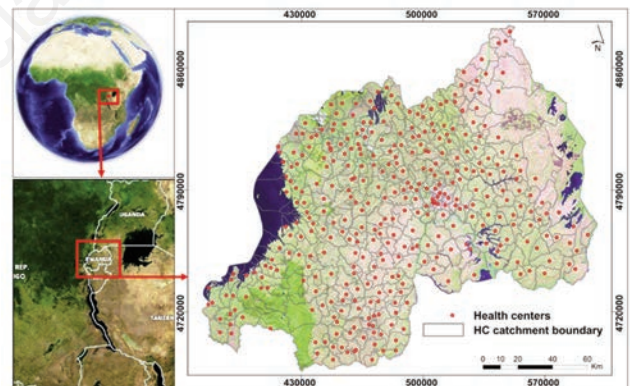 430000 500000 570000
N
4860000 4860000
4790000 4790000
4720000 4720000
UGANDA
RWANDA
REP.
Health centers
HC catchment boundary
0 10 20 40 60
Km
430000 500000 570000